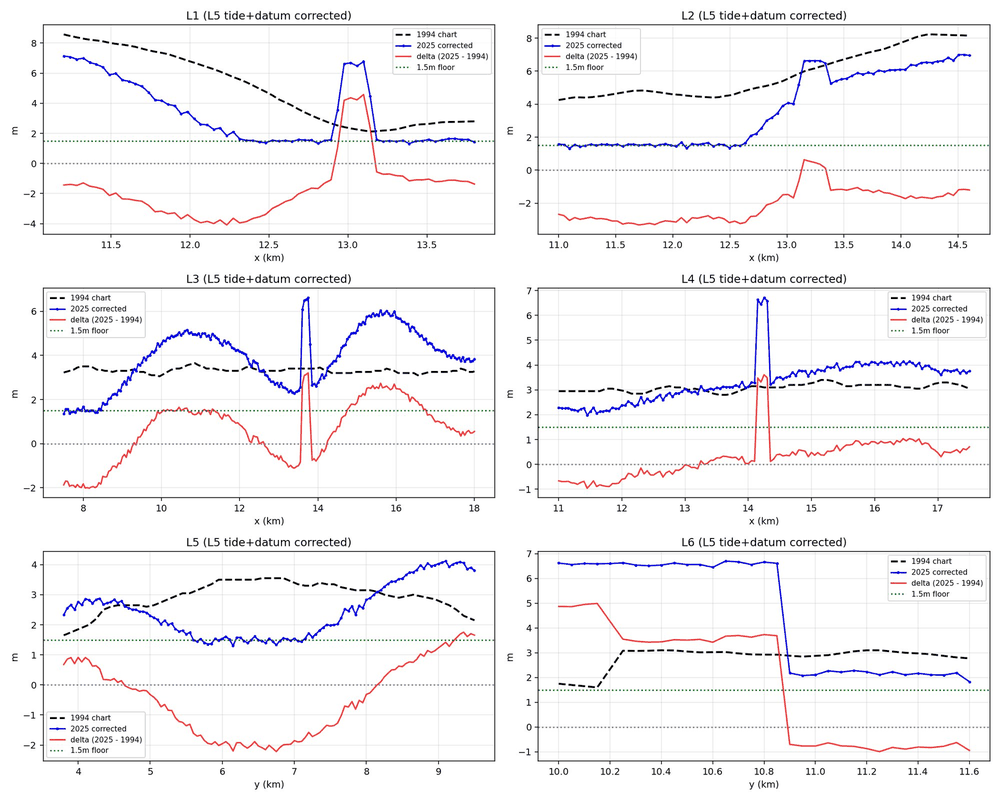 L1 (L5 tide+datum corrected)
m
8
6
4
2
0
−2
−4
1994 chart
2025 corrected
delta (2025 - 1994)
1.5m floor
11.5 12.0 12.5 13.0 13.5
x (km)
L2 (L5 tide+datum corrected)
m
8
6
4
2
0
−2
1994 chart
2025 corrected
delta (2025 - 1994)
1.5m floor
11.0 11.5 12.0 12.5 13.0 13.5 14.0 14.5
x (km)
L3 (L5 tide+datum corrected)
m
6
4
2
0
−2
1994 chart
2025 corrected
delta (2025 - 1994)
1.5m floor
8 10 12 14 16 18
x (km)
L4 (L5 tide+datum corrected)
m
7
6
5
4
3
2
1
0
−1
1994 chart
2025 corrected
delta (2025 - 1994)
1.5m floor
11 12 13 14 15 16 17
x (km)
L5 (L5 tide+datum corrected)
m
4
3
2
1
0
−1
−2
1994 chart
2025 corrected
delta (2025 - 1994)
1.5m floor
4 5 6 7 8 9
y (km)
L6 (L5 tide+datum corrected)
m
7
6
5
4
3
2
1
0
−1
1994 chart
2025 corrected
delta (2025 - 1994)
1.5m floor
10.0 10.2 10.4 10.6 10.8 11.0 11.2 11.4 11.6
y (km)